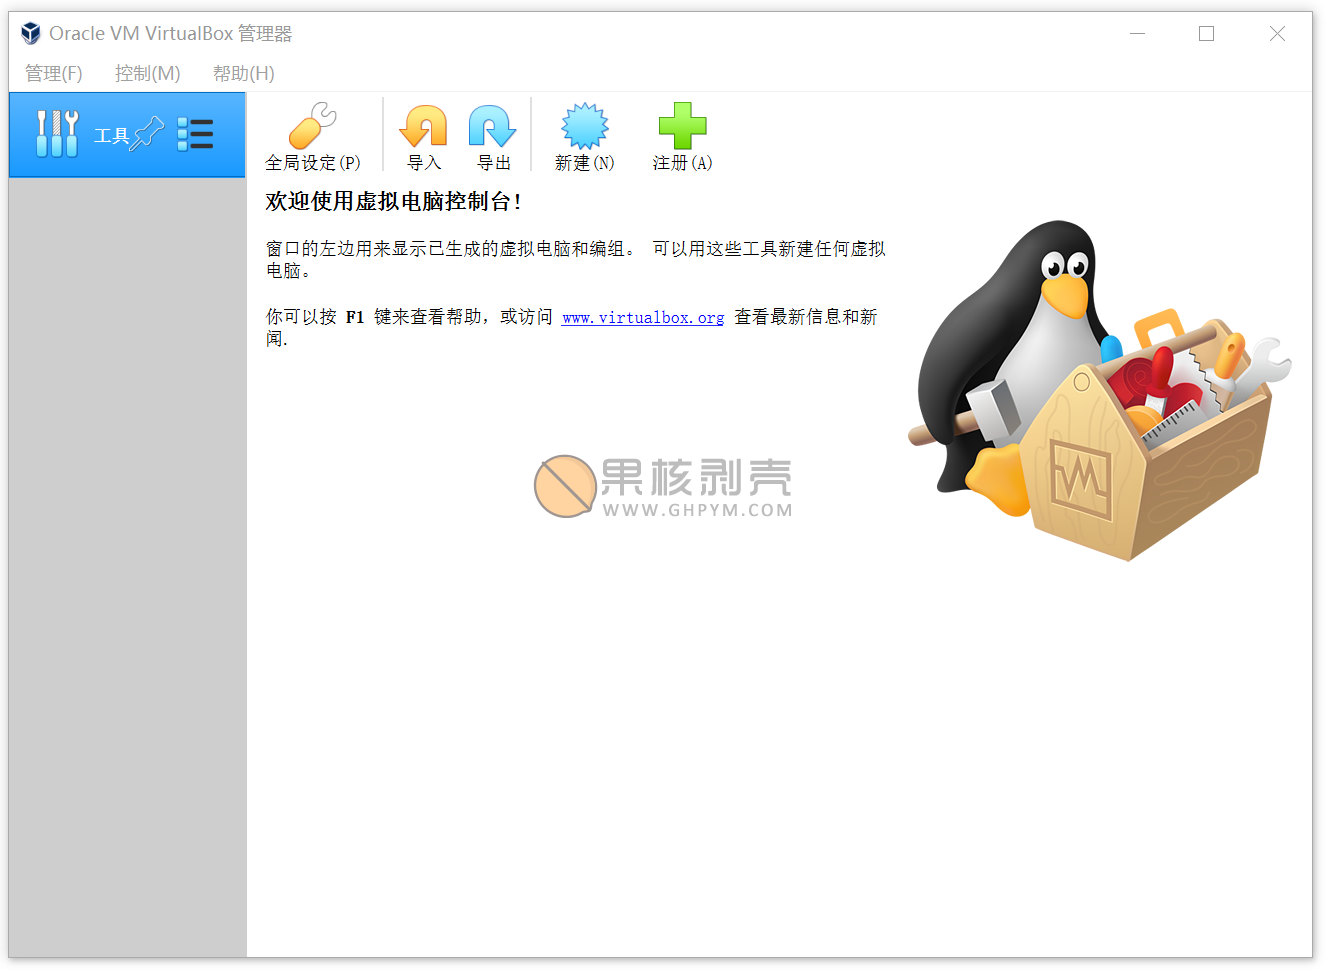 Oracle VM VirtualBox 管理器
管理(F) 控制(M) 帮助(H)
工具
全局设定(P) 导入 导出 新建(N) 注册(A)
欢迎使用虚拟电脑控制台!
窗口的左边用来显示已生成的虚拟电脑和编组。 可以用这些工具新建任何虚拟
电脑。
你可以按 F1 键来查看帮助，或访问 www.virtualbox.org 查看最新信息和新
闻.
果核剥壳
WWW.GHPYM.COM